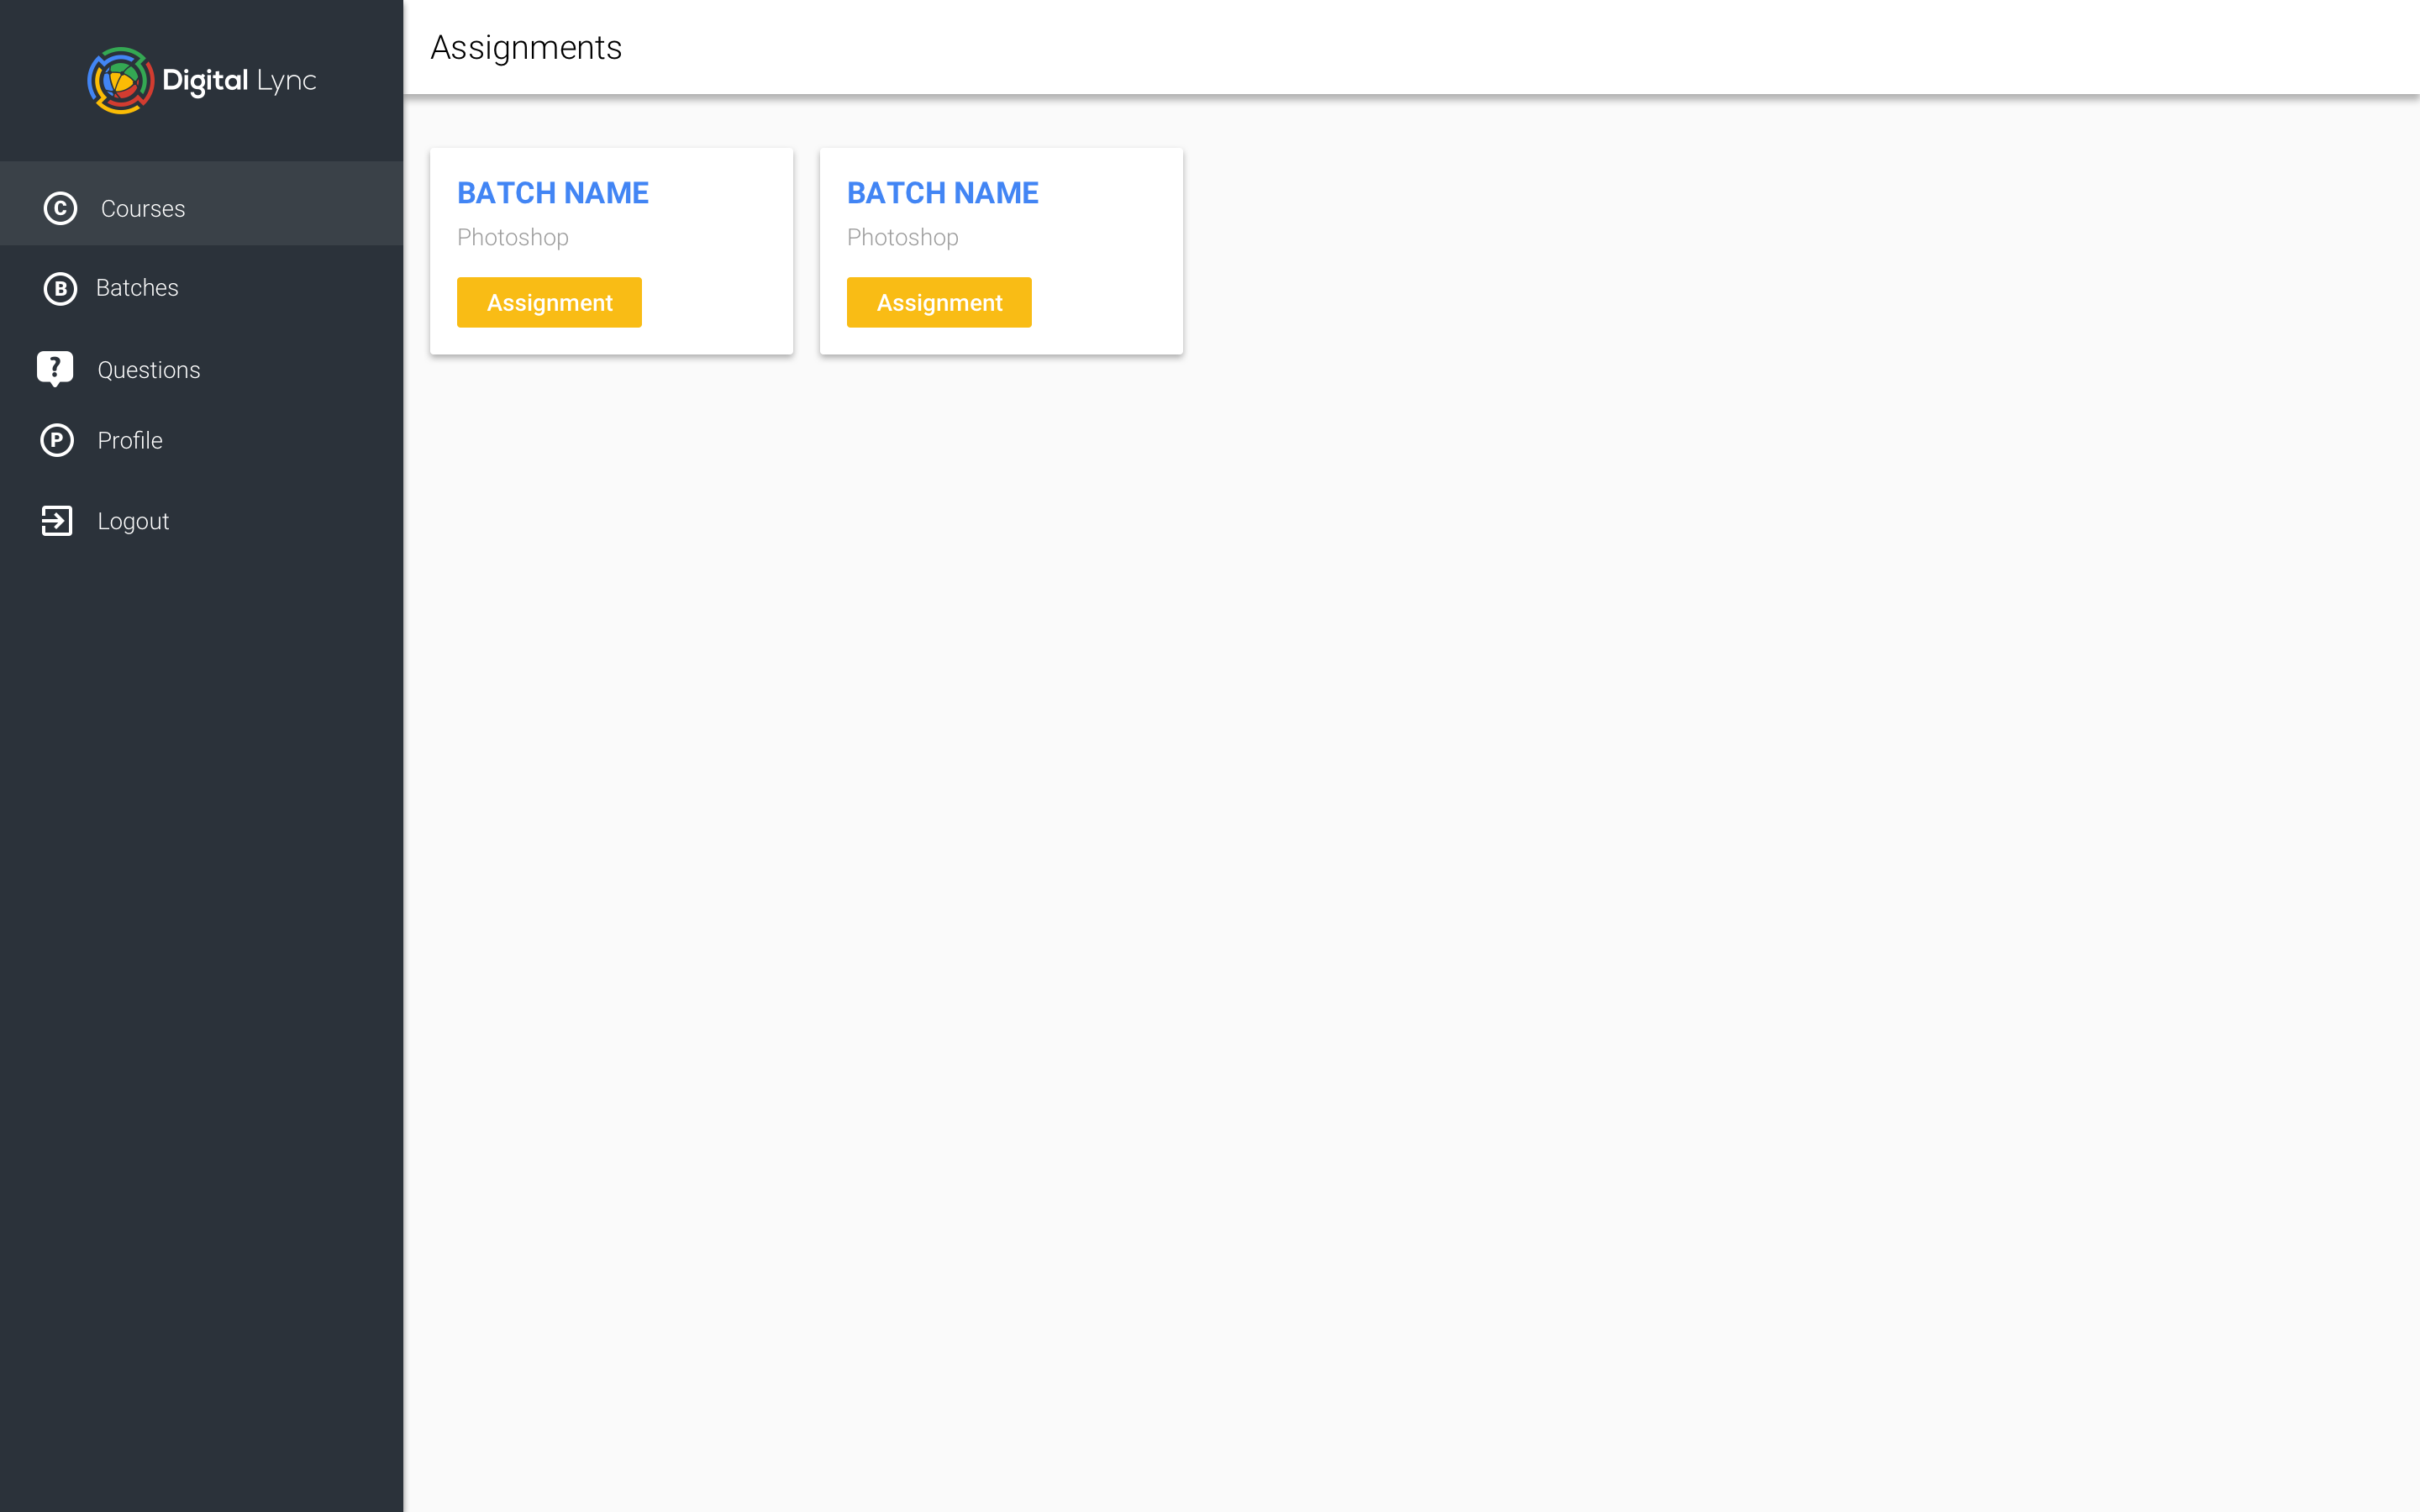 Digital Lync
C Courses
B Batches
? Questions
P Profile
Logout
Assignments
BATCH NAME
Photoshop
Assignment
BATCH NAME
Photoshop
Assignment